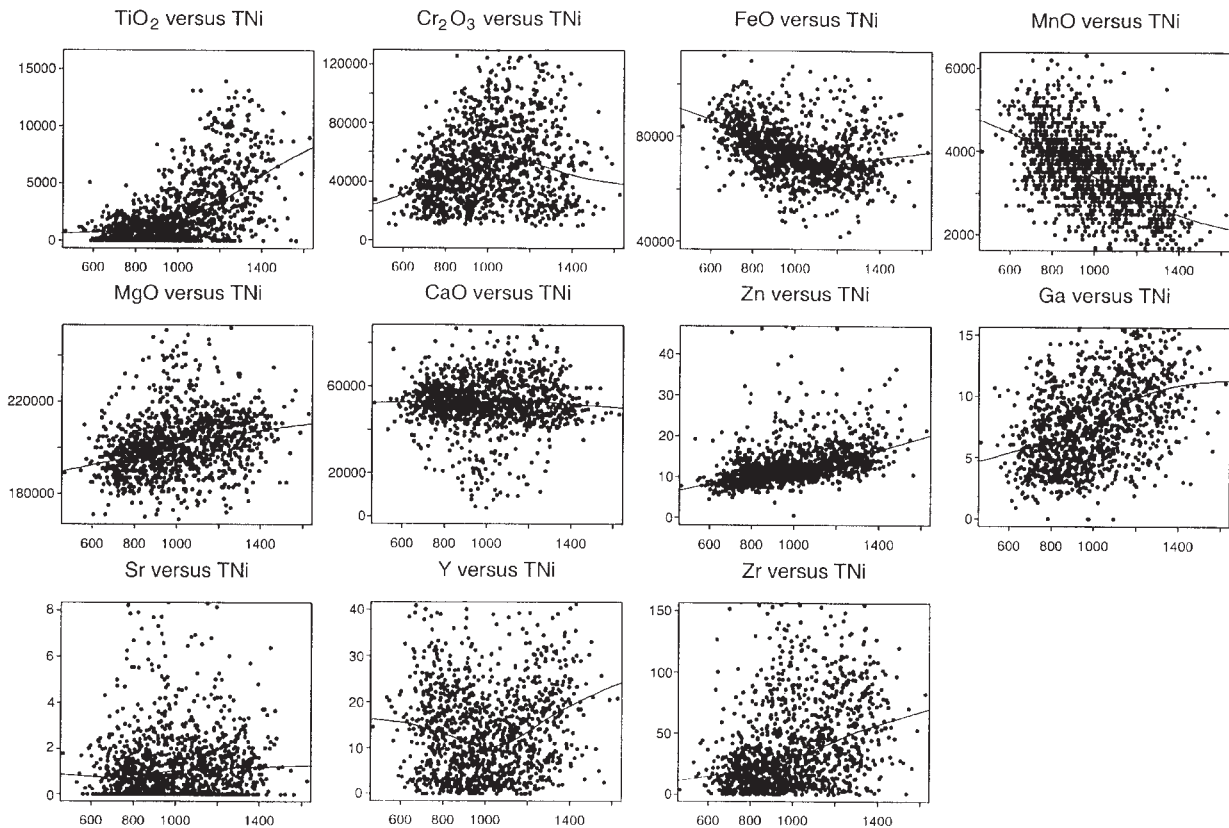 TiO2 versus TNi
Cr2O3 versus TNi
FeO versus TNi
MnO versus TNi
15000
10000
5000
0
600 800 1000 1400
120000
80000
40000
0
600 800 1000 1400
80000
40000
600 800 1000 1400
6000
4000
2000
600 800 1000 1400
MgO versus TNi
CaO versus TNi
Zn versus TNi
Ga versus TNi
220000
180000
600 800 1000 1400
60000
20000
0
600 800 1000 1400
40
30
20
10
0
600 800 1000 1400
15
10
5
0
600 800 1000 1400
Sr versus TNi
Y versus TNi
Zr versus TNi
8
6
4
2
0
600 800 1000 1400
40
30
20
10
0
600 800 1000 1400
150
100
50
0
600 800 1000 1400